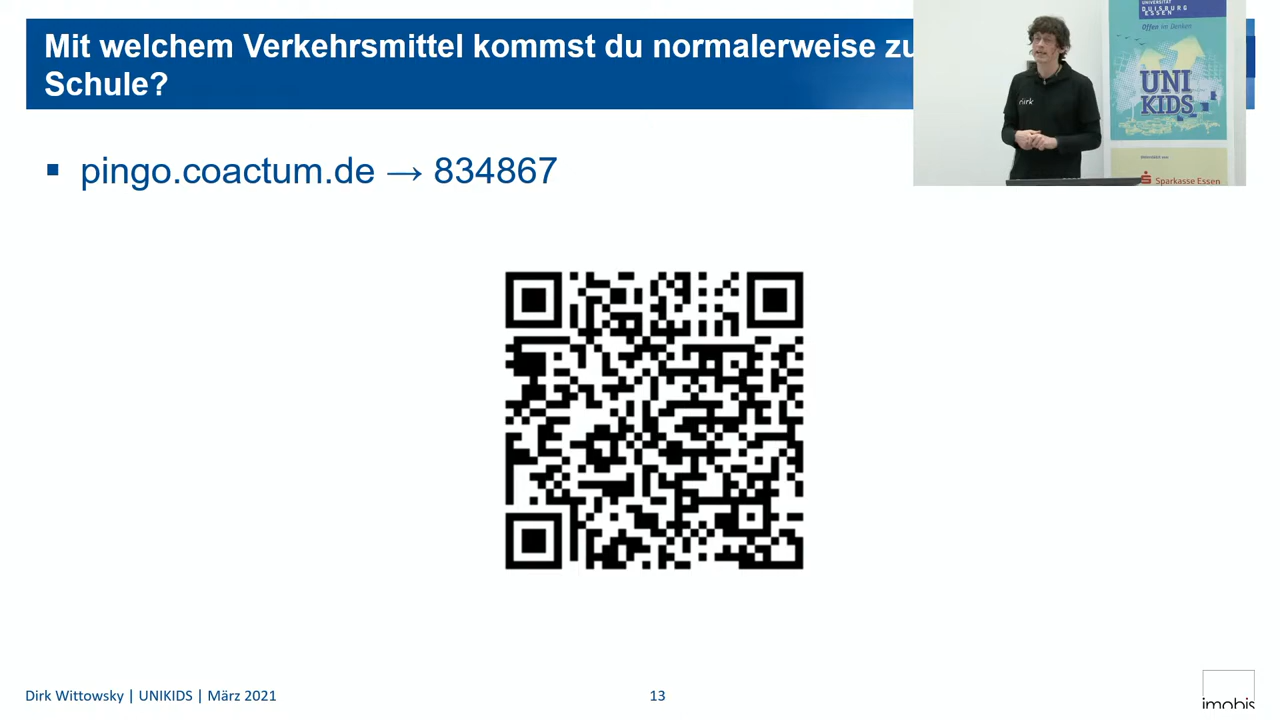 Mit welchem Verkehrsmittel kommst du normalerweise zu
Schule?
▪ pingo.coactum.de → 834867
UNIVERSITÄT
DUISBURG
ESSEN
Offen im Denken
UNI
KIDS
dirk
Sparkasse Essen
Dirk Wittowsky | UNIKIDS | März 2021
13
imobis